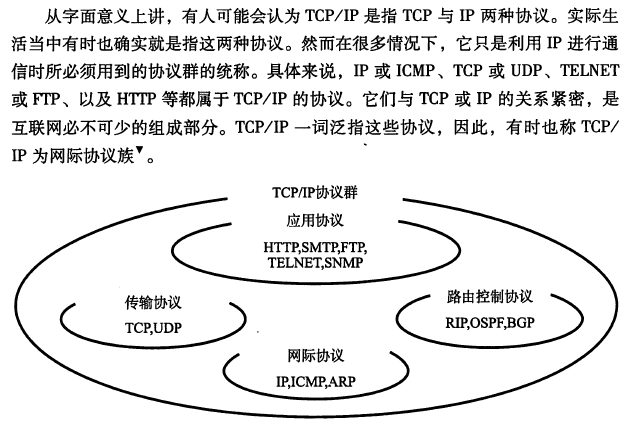 从字面意义上讲，有人可能会认为 TCP/IP 是指 TCP 与 IP 两种协议。实际生
活当中有时也确实就是指这两种协议。然而在很多情况下，它只是利用 IP 进行通
信时所必须用到的协议群的统称。具体来说，IP 或 ICMP、TCP 或 UDP、TELNET
或 FTP、以及 HTTP 等都属于 TCP/IP 的协议。它们与 TCP 或 IP 的关系紧密，是
互联网必不可少的组成部分。TCP/IP 一词泛指这些协议，因此，有时也称 TCP/
IP 为网际协议族▼。
TCP/IP协议群
应用协议
HTTP,SMTP,FTP,
TELNET,SNMP
传输协议
TCP,UDP
路由控制协议
RIP,OSPF,BGP
网际协议
IP,ICMP,ARP